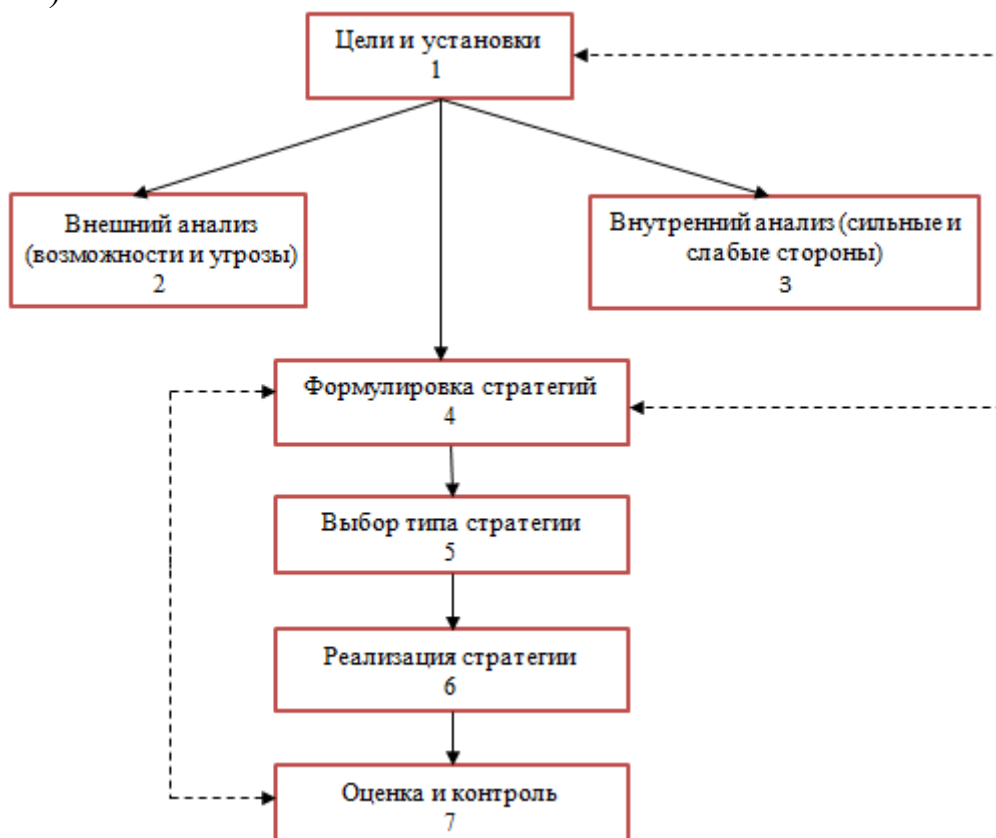 )
Цели и установки
1
Внешний анализ
(возможности и угрозы)
2
Внутренний анализ (сильные и
слабые стороны)
3
Формулировка стратегий
4
Выбор типа стратегии
5
Реализация стратегии
6
Оценка и контроль
7